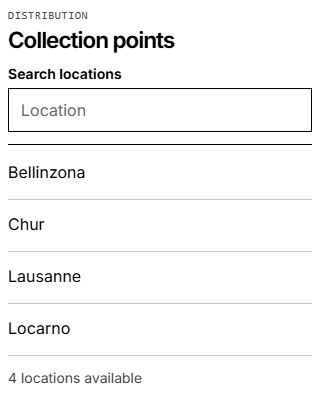 DISTRIBUTION
Collection points
Search locations
Location
Bellinzona
Chur
Lausanne
Locarno
4 locations available